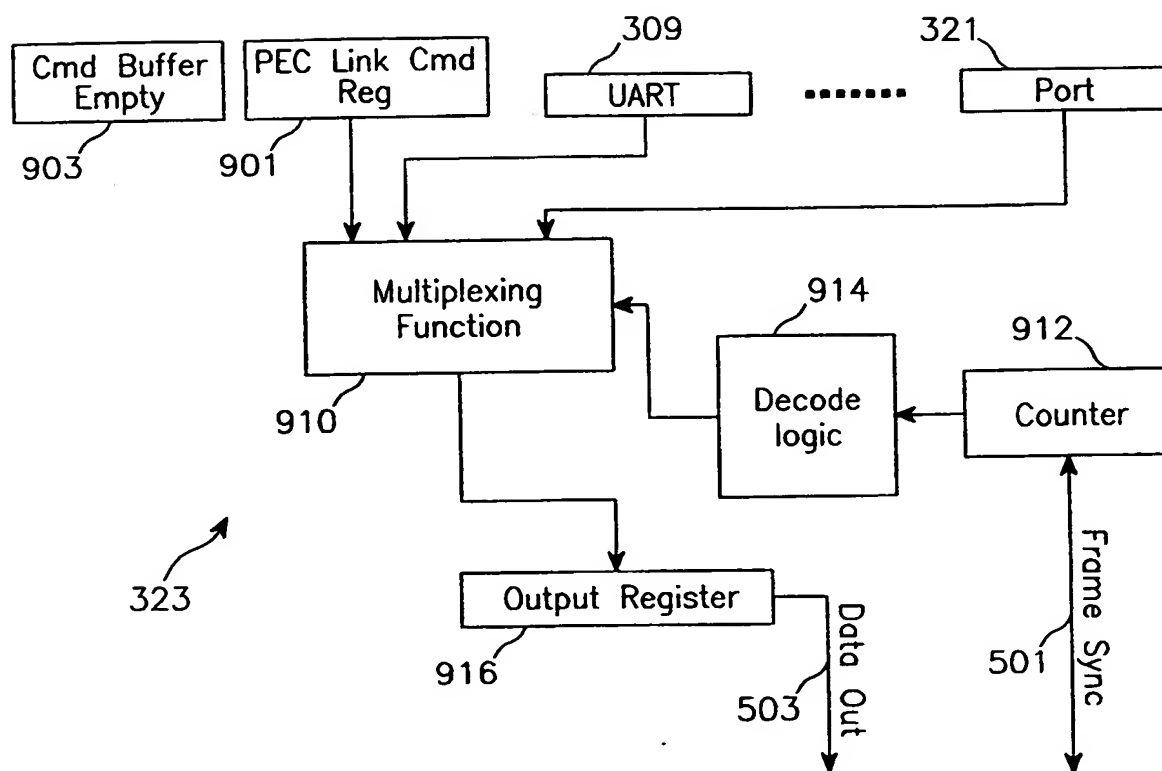 309
321
Cmd Buffer
Empty
PEC Link Cmd
Reg
UART
Port
903
901
Multiplexing
Function
914
912
910
Decode
logic
Counter
323
Output Register
916
503
Data Out
501
Frame Sync